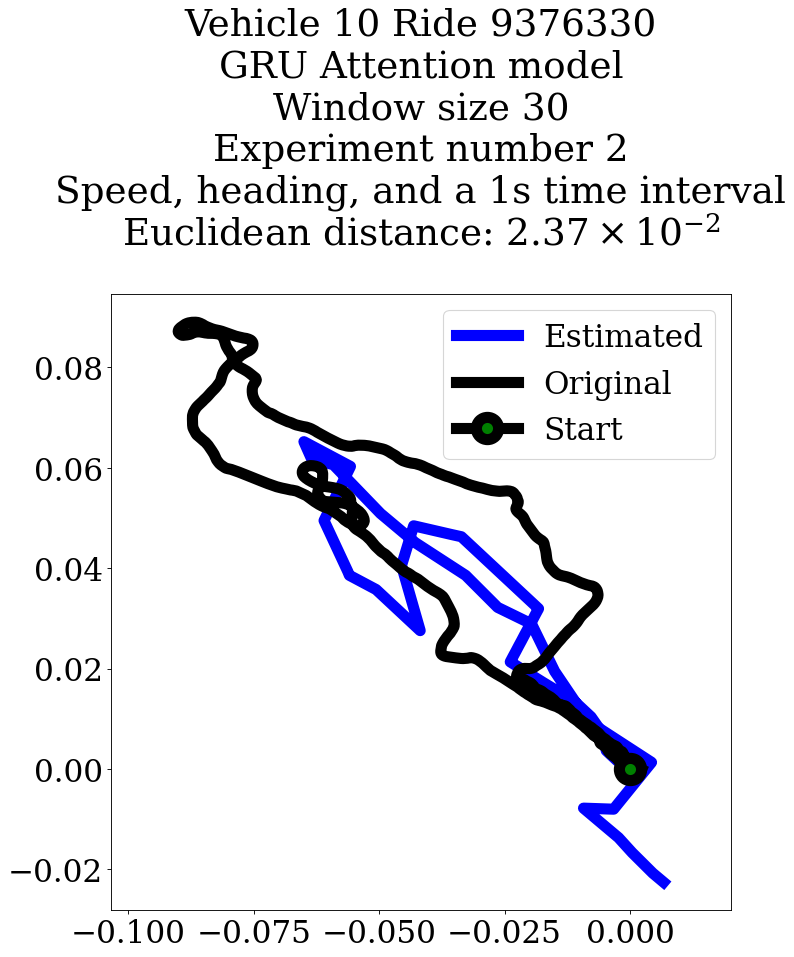 Vehicle 10 Ride 9376330
GRU Attention model
Window size 30
Experiment number 2
Speed, heading, and a 1s time interval
Euclidean distance: 2.37 × 10⁻²
Estimated
Original
Start
0.08
0.06
0.04
0.02
0.00
−0.02
−0.100 −0.075 −0.050 −0.025 0.000